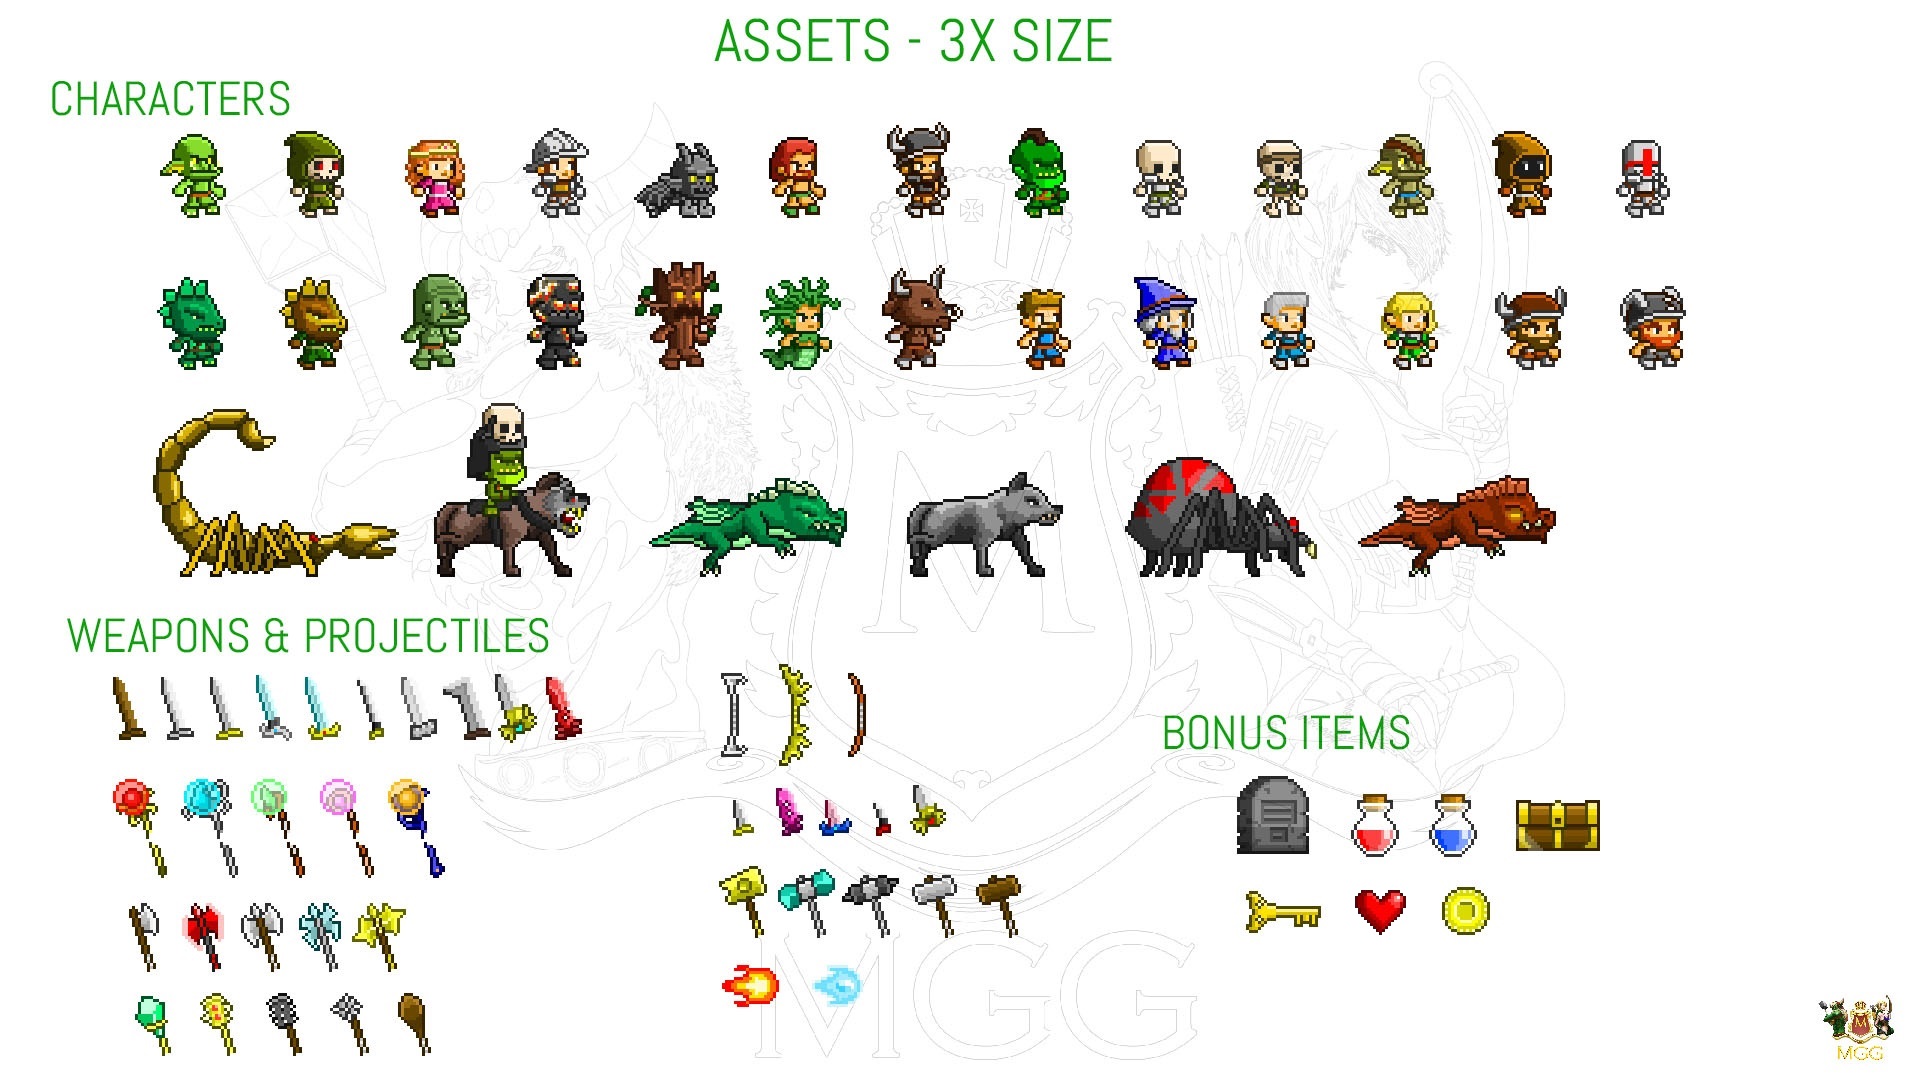 ASSETS - 3X SIZE
CHARACTERS
WEAPONS & PROJECTILES
BONUS ITEMS
M
MGG
M
MGG